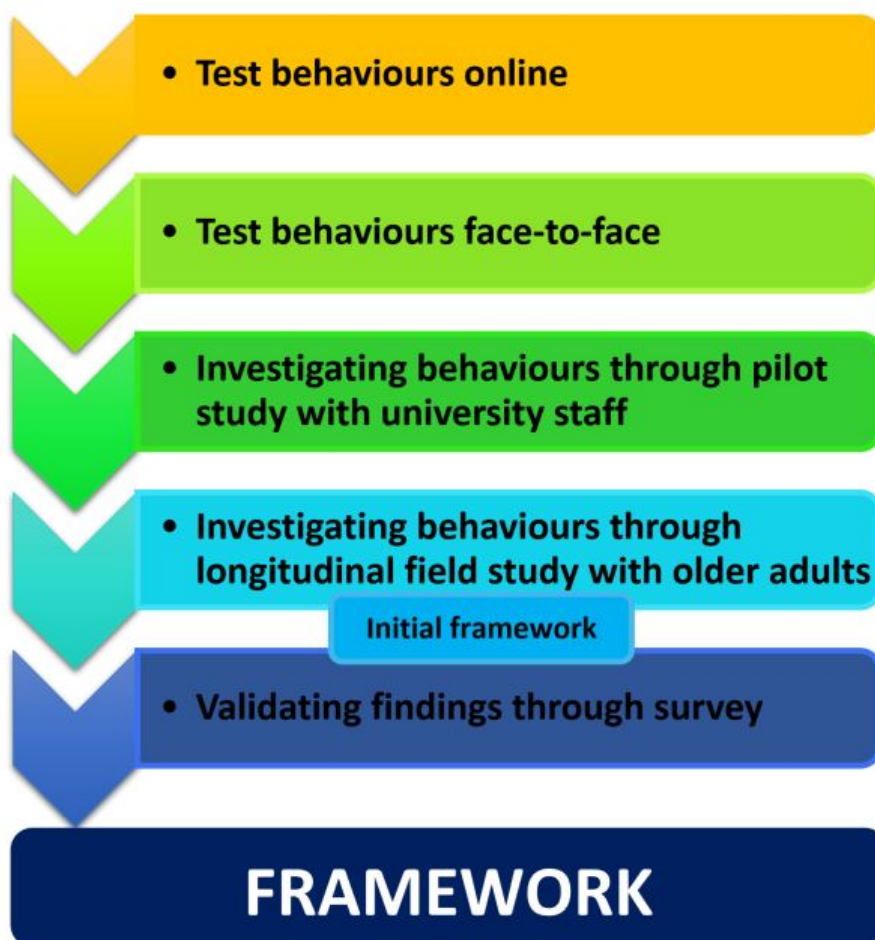 • Test behaviours online
• Test behaviours face-to-face
• Investigating behaviours through pilot
study with university staff
• Investigating behaviours through
longitudinal field study with older adults
Initial framework
• Validating findings through survey
FRAMEWORK